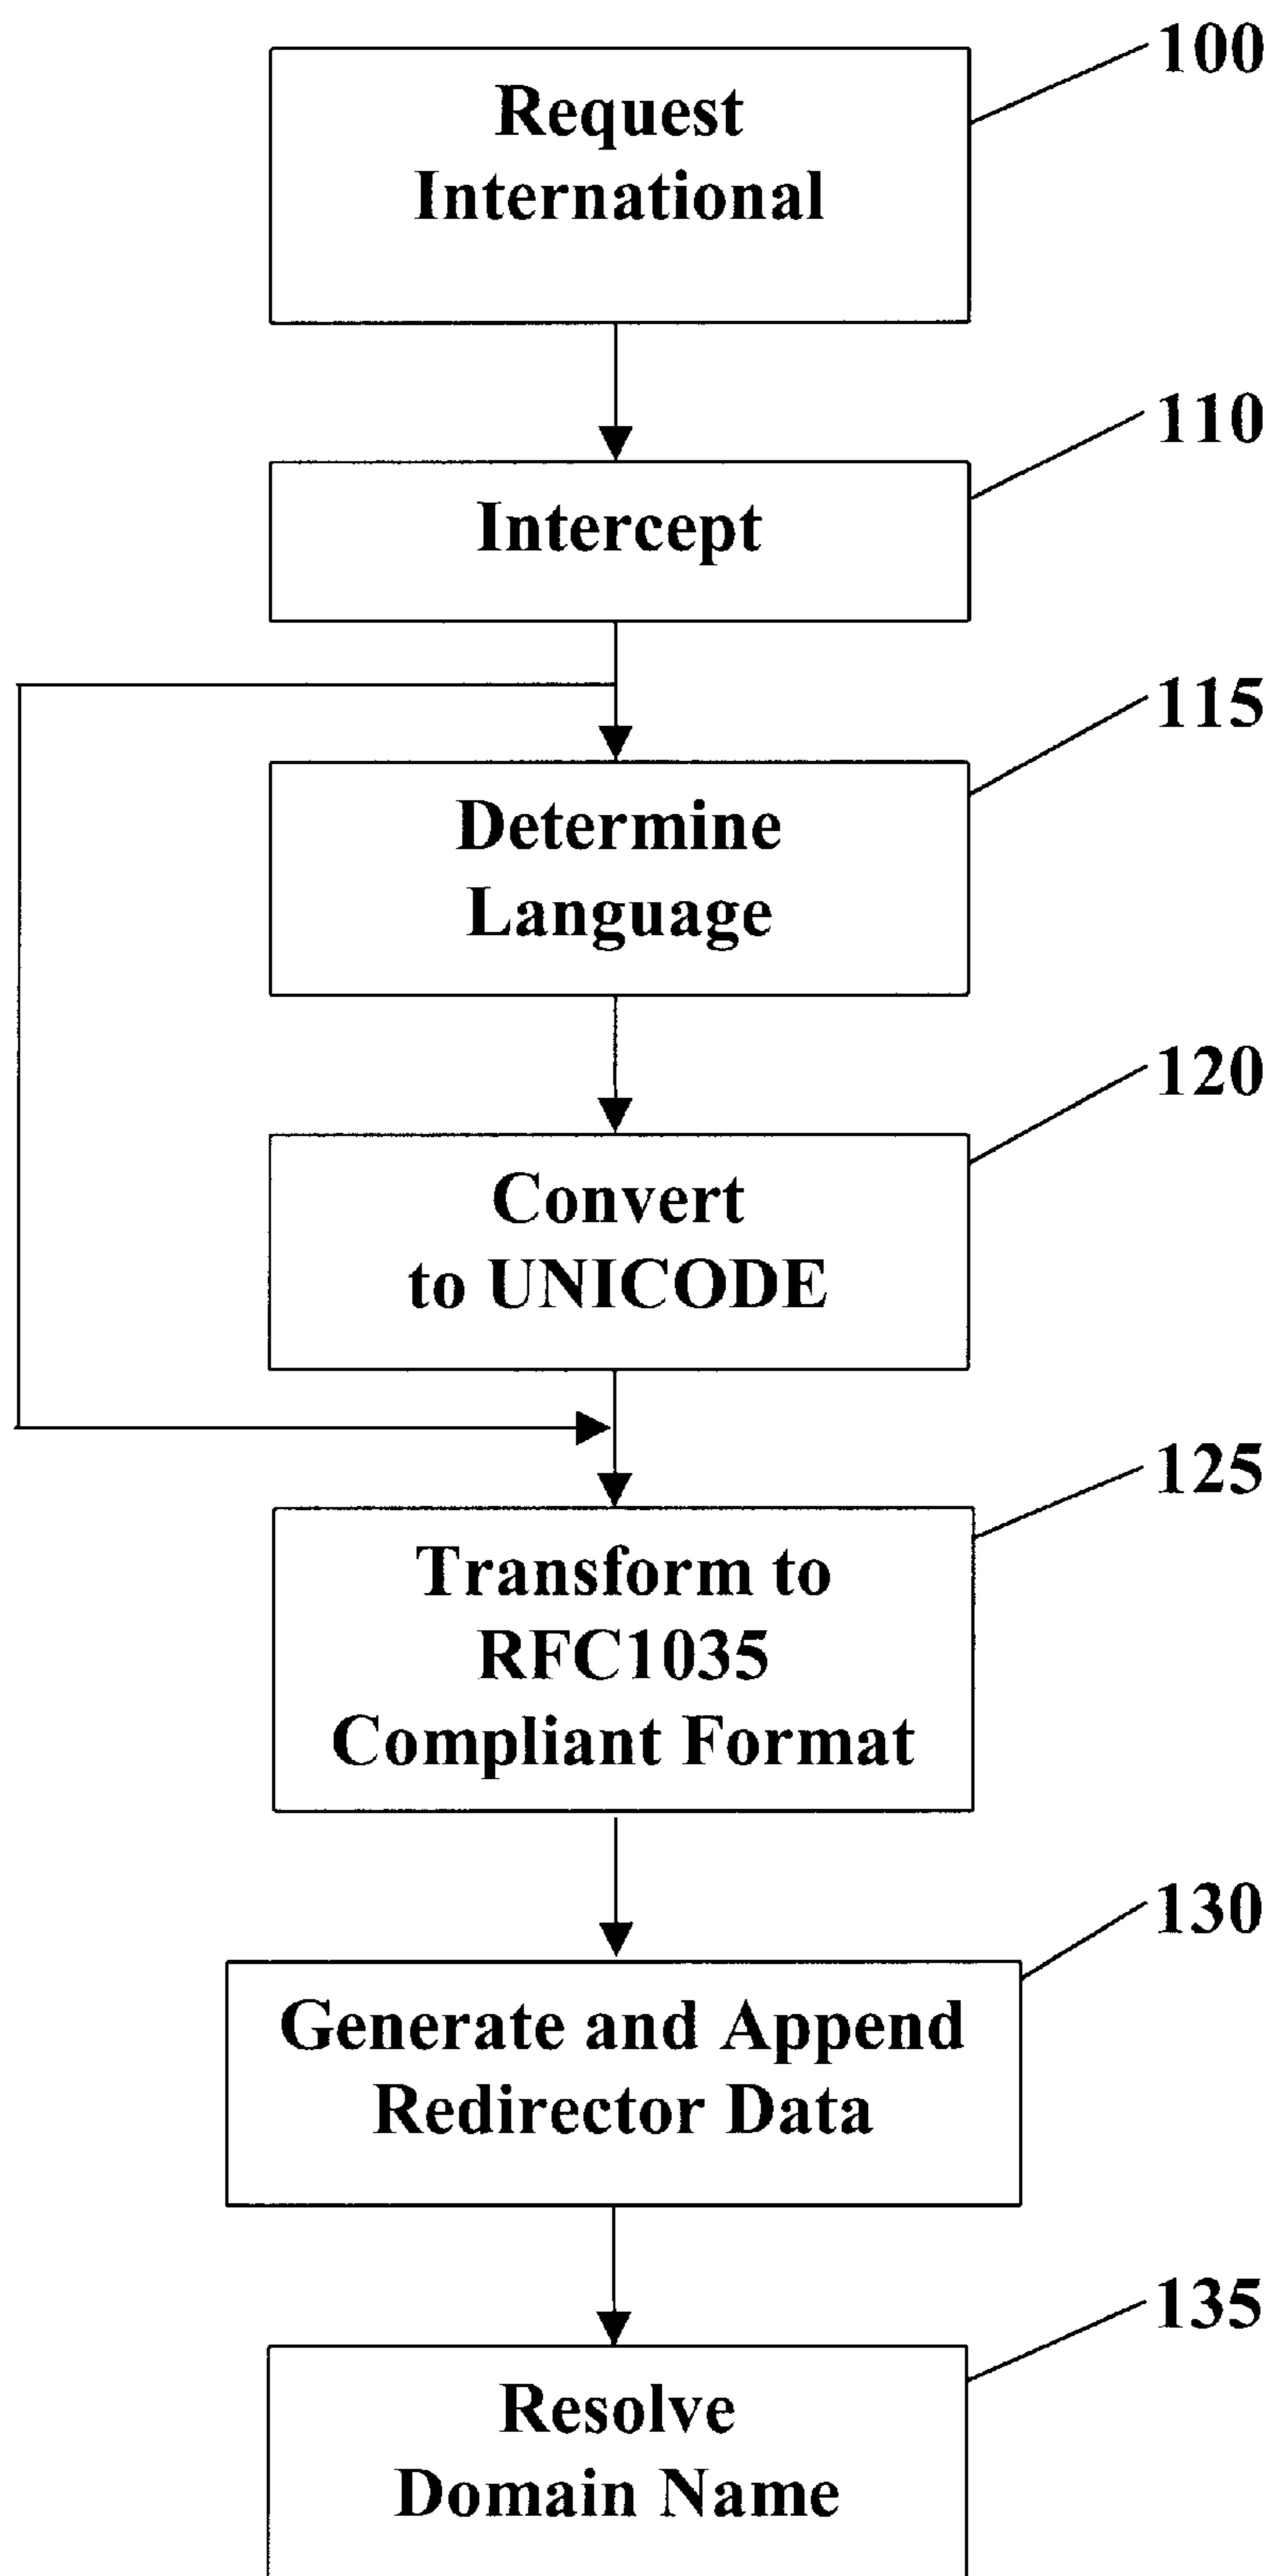 100
Request
International
110
Intercept
115
Determine
Language
120
Convert
to UNICODE
125
Transform to
RFC1035
Compliant Format
130
Generate and Append
Redirector Data
135
Resolve
Domain Name